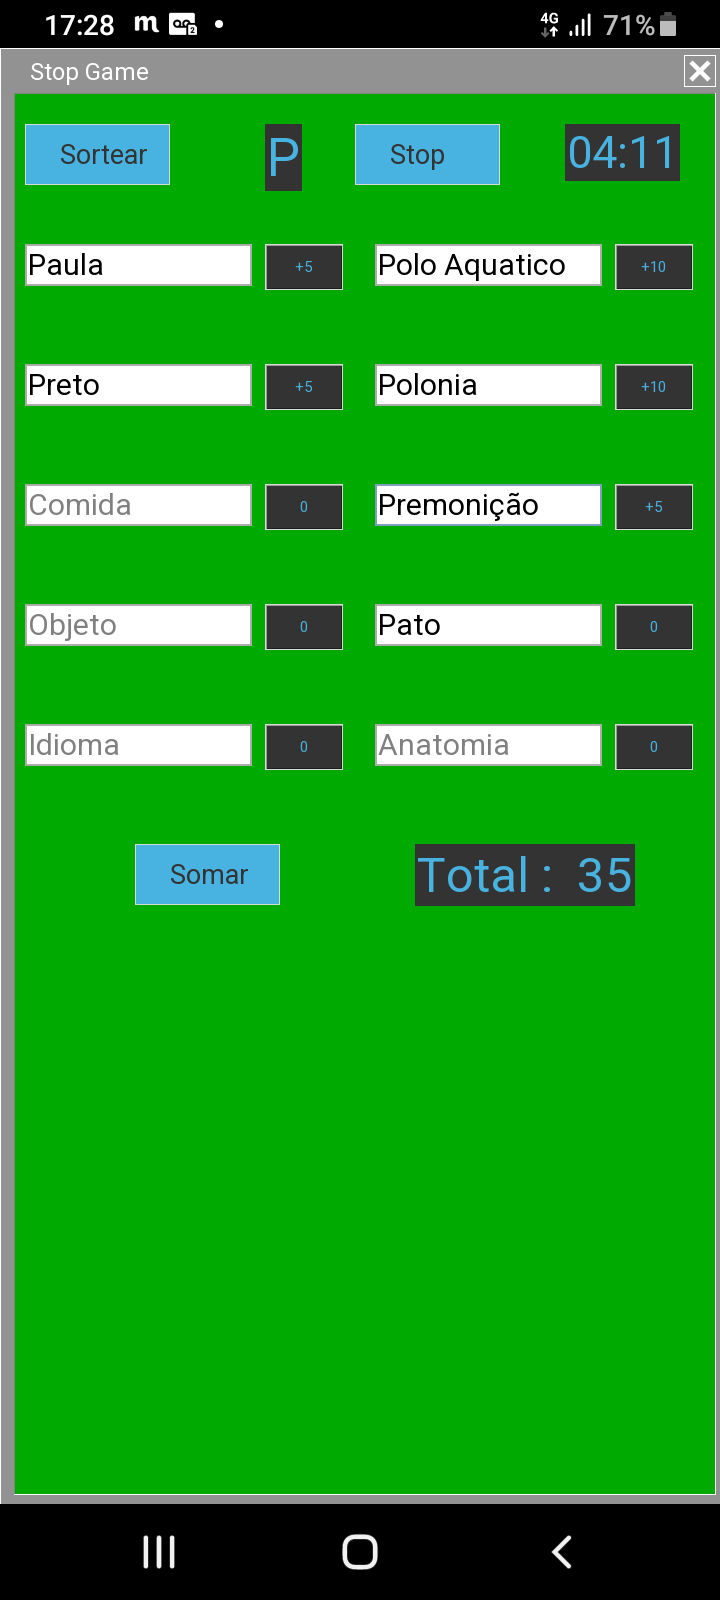 17:28 m 2 4G 71%
Stop Game
Sortear P Stop 04:11
Paula +5 Polo Aquatico +10
Preto +5 Polonia +10
Comida 0 Premonição +5
Objeto 0 Pato 0
Idioma 0 Anatomia 0
Somar Total : 35